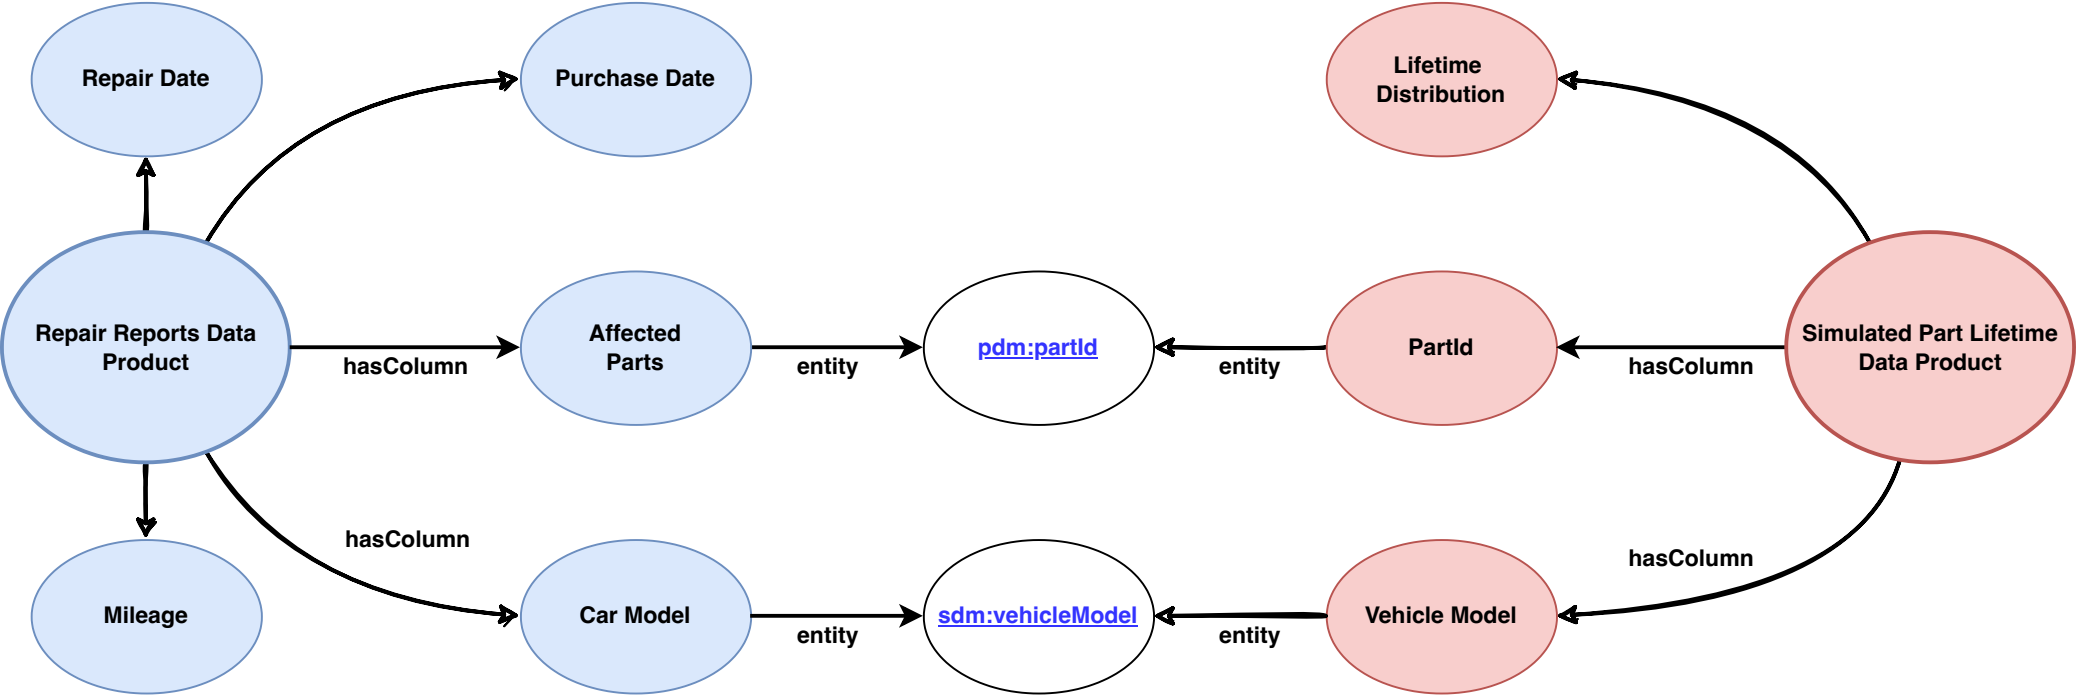 Repair Date
Purchase Date
Lifetime
Distribution
Repair Reports Data
Product
hasColumn
Affected
Parts
entity
pdm:partId
entity
PartId
hasColumn
Simulated Part Lifetime
Data Product
hasColumn
hasColumn
Mileage
Car Model
entity
sdm:vehicleModel
entity
Vehicle Model